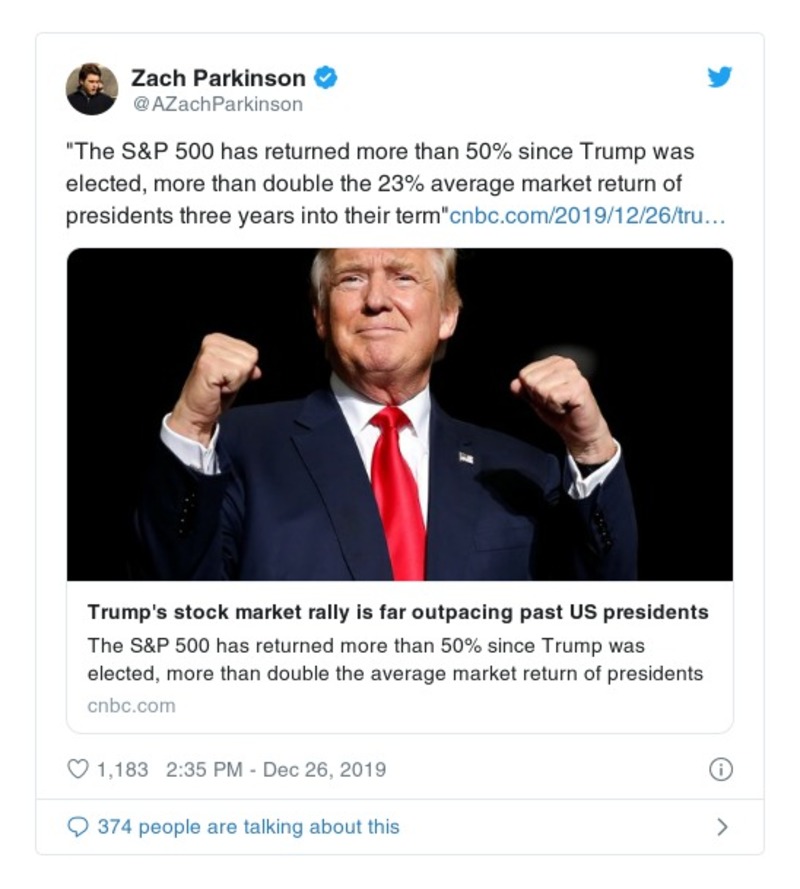 Zach Parkinson
@AZachParkinson
"The S&P 500 has returned more than 50% since Trump was
elected, more than double the 23% average market return of
presidents three years into their term"cnbc.com/2019/12/26/tru…
Trump's stock market rally is far outpacing past US presidents
The S&P 500 has returned more than 50% since Trump was
elected, more than double the average market return of presidents
cnbc.com
1,183 2:35 PM - Dec 26, 2019
374 people are talking about this